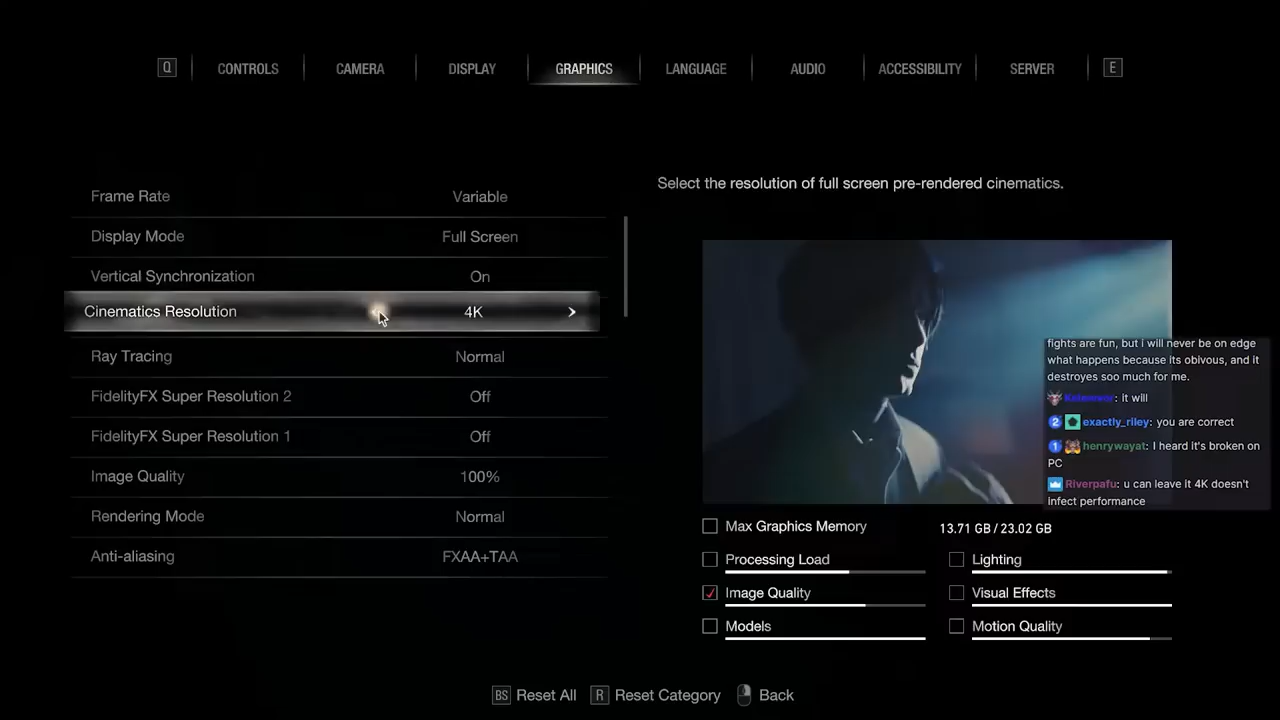 Q CONTROLS CAMERA DISPLAY GRAPHICS LANGUAGE AUDIO ACCESSIBILITY SERVER E
Frame Rate Variable
Display Mode Full Screen
Vertical Synchronization On
Cinematics Resolution 4K
Ray Tracing Normal
FidelityFX Super Resolution 2 Off
FidelityFX Super Resolution 1 Off
Image Quality 100%
Rendering Mode Normal
Anti-aliasing FXAA+TAA
Select the resolution of full screen pre-rendered cinematics.
fights are fun, but i will never be on edge
what happens because its obivous, and it
destroyes soo much for me.
: it will
2 exactly_riley: you are correct
1 henrywayat: I heard it's broken on
PC
Riverpafu: u can leave it 4K doesn't
infect performance
Max Graphics Memory 13.71 GB / 23.02 GB
Processing Load Lighting
Image Quality Visual Effects
Models Motion Quality
BS Reset All R Reset Category Back